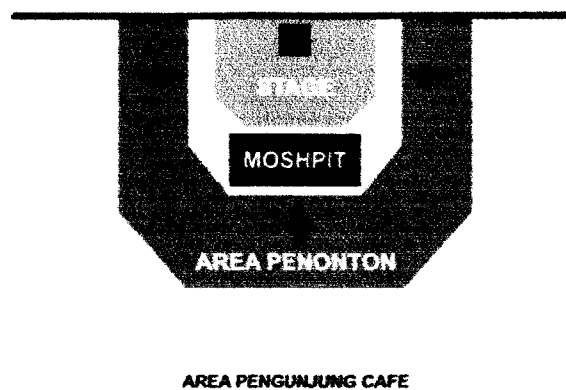 STAGE
MOSHPIT
AREA PENONTON
AREA PENGUNJUNG CAFE